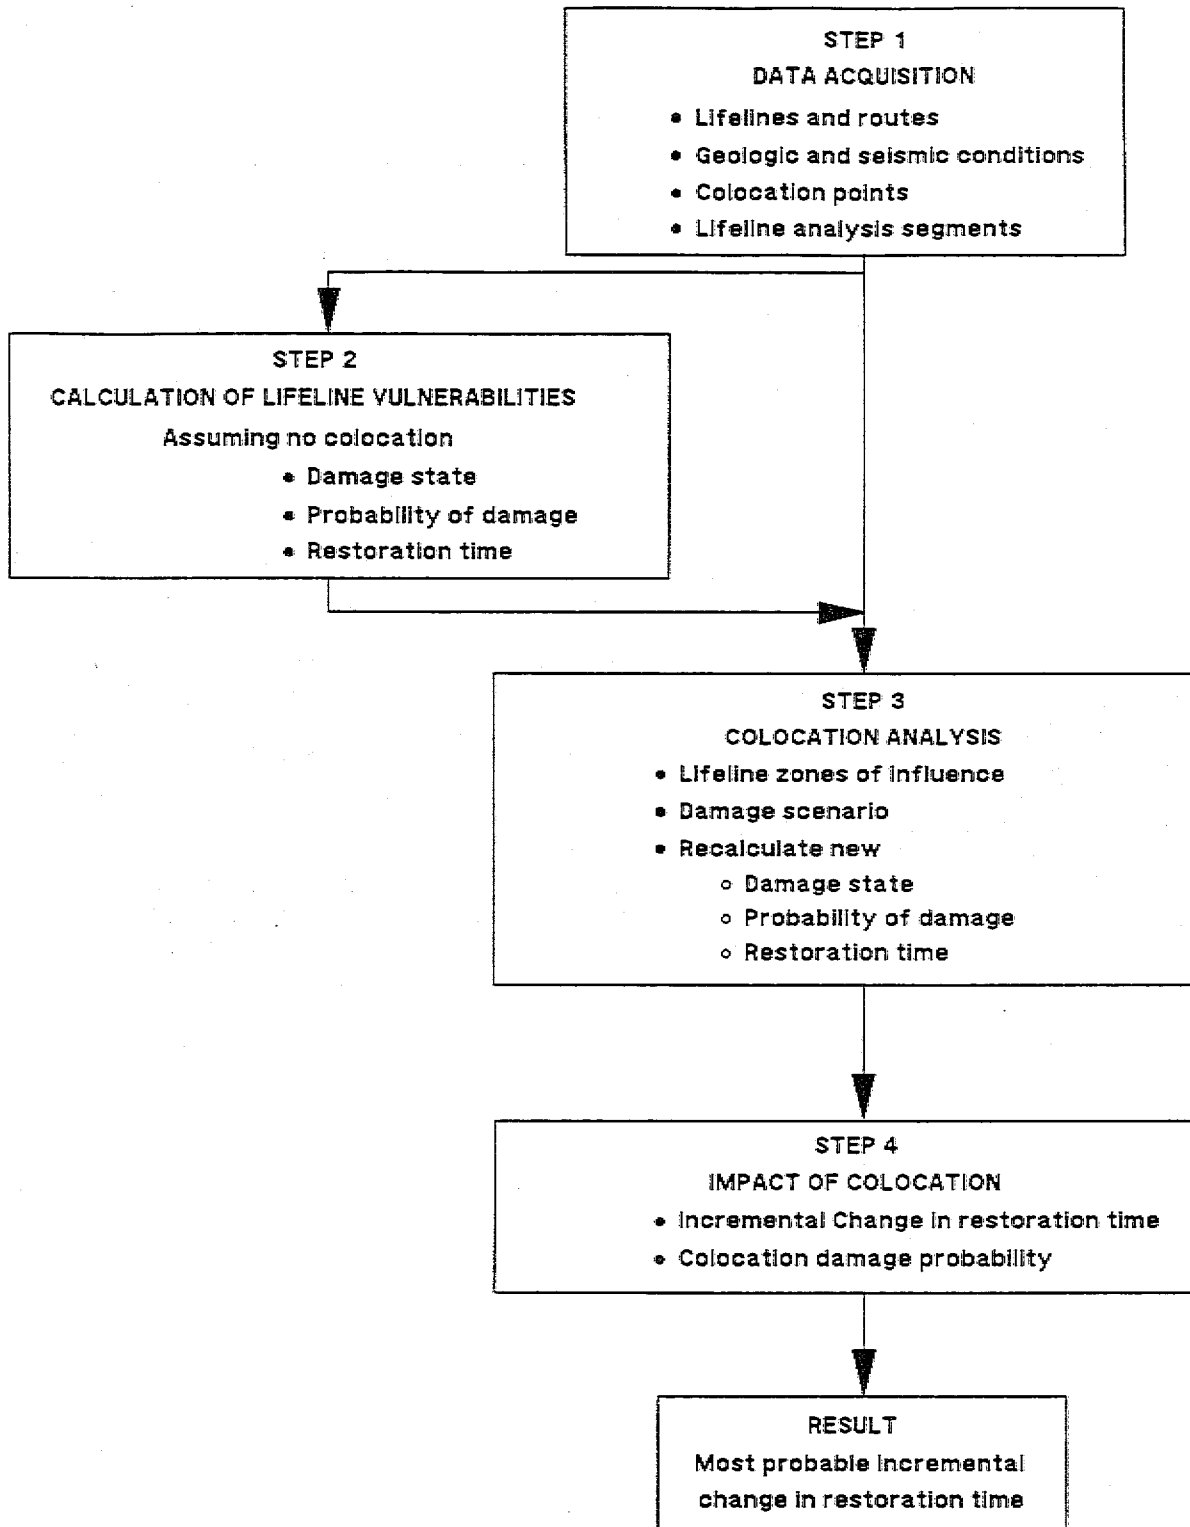 STEP 1
DATA ACQUISITION
• Lifelines and routes
• Geologic and seismic conditions
• Colocation points
• Lifeline analysis segments
STEP 2
CALCULATION OF LIFELINE VULNERABILITIES
Assuming no colocation
• Damage state
• Probability of damage
• Restoration time
STEP 3
COLOCATION ANALYSIS
• Lifeline zones of influence
• Damage scenario
• Recalculate new
○ Damage state
○ Probability of damage
○ Restoration time
STEP 4
IMPACT OF COLOCATION
• Incremental Change in restoration time
• Colocation damage probability
RESULT
Most probable incremental
change in restoration time